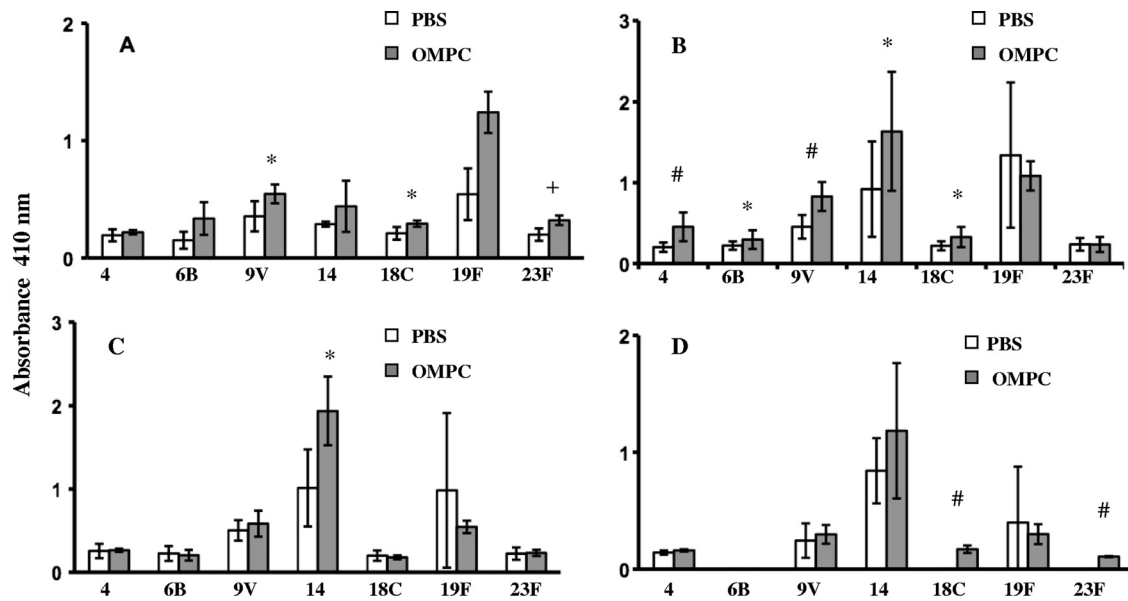 2
PBS
A
OMPC
*
1
+
*
0
4 6B 9V 14 18C 19F 23F
3
PBS
*
B
OMPC
2
#
#
*
*
1
0
4 6B 9V 14 18C 19F 23F
Absorbance 410 nm
3
PBS
C
*
OMPC
2
1
0
4 6B 9V 14 18C 19F 23F
2
PBS
D
OMPC
1
#
#
0
4 6B 9V 14 18C 19F 23F